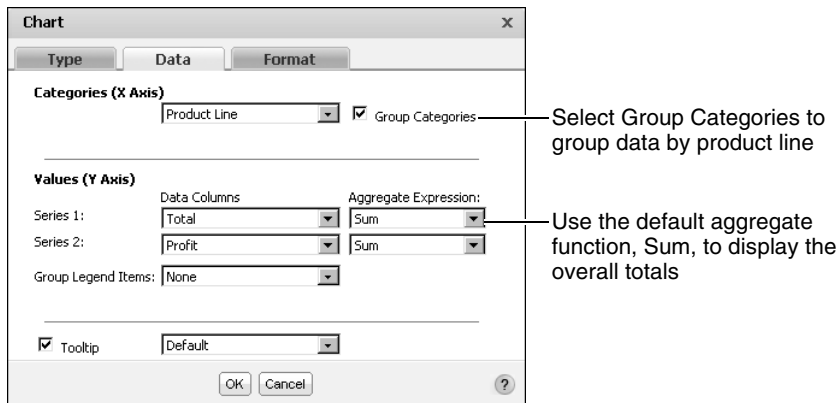 Chart x
Type Data Format
Categories (X Axis)
Product Line Group Categories
Select Group Categories to
group data by product line
Values (Y Axis)
Data Columns Aggregate Expression:
Series 1: Total Sum
Series 2: Profit Sum
Use the default aggregate
function, Sum, to display the
overall totals
Group Legend Items: None
Tooltip Default
OK Cancel ?